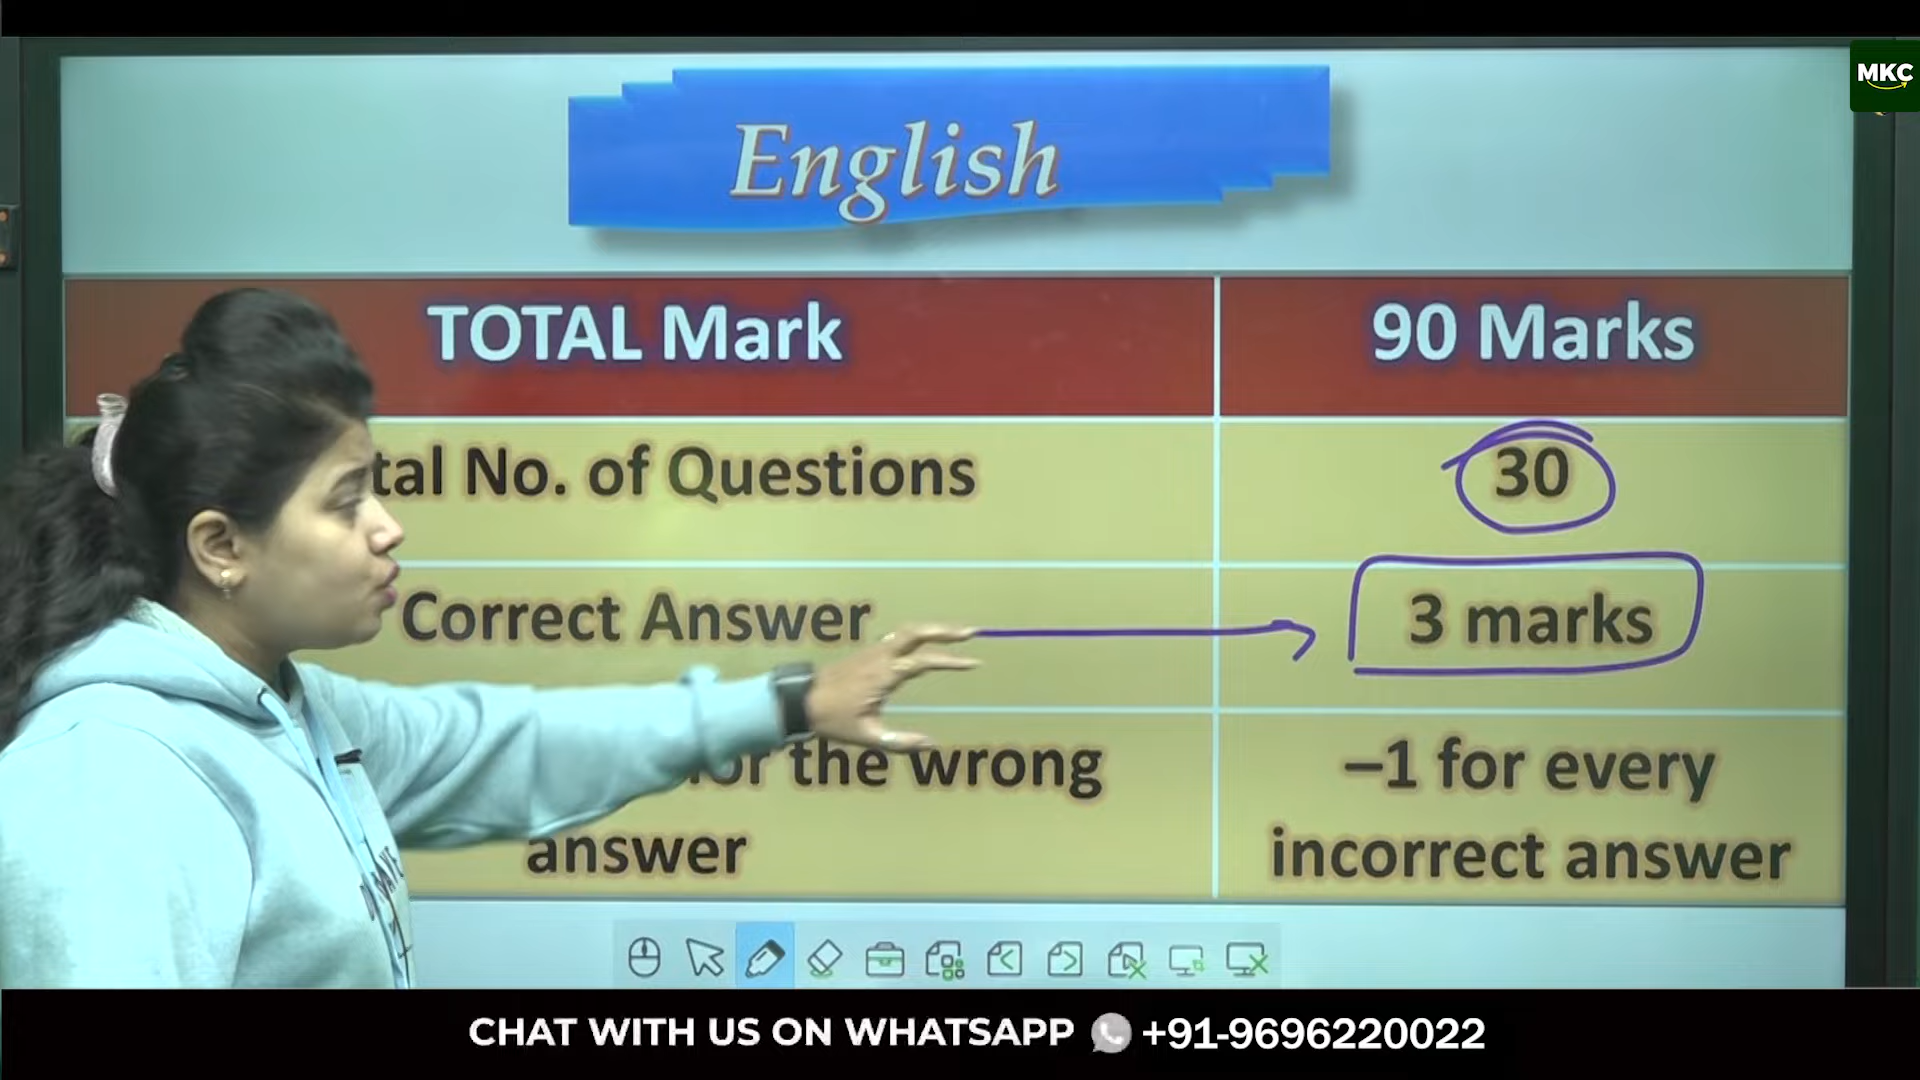 MKC
English
TOTAL Mark
90 Marks
tal No. of Questions
30
Correct Answer
3 marks
for the wrong
answer
–1 for every
incorrect answer
CHAT WITH US ON WHATSAPP +91-9696220022